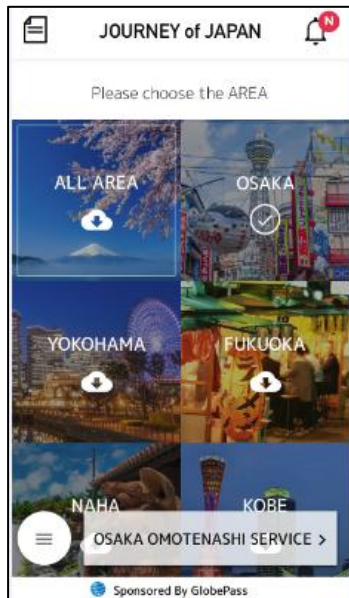 JOURNEY of JAPAN
N
Please choose the AREA
ALL AREA
OSAKA
YOKOHAMA
FUKUOKA
NAHA
KOBE
OSAKA OMOTENASHI SERVICE >
Sponsored By GlobePass